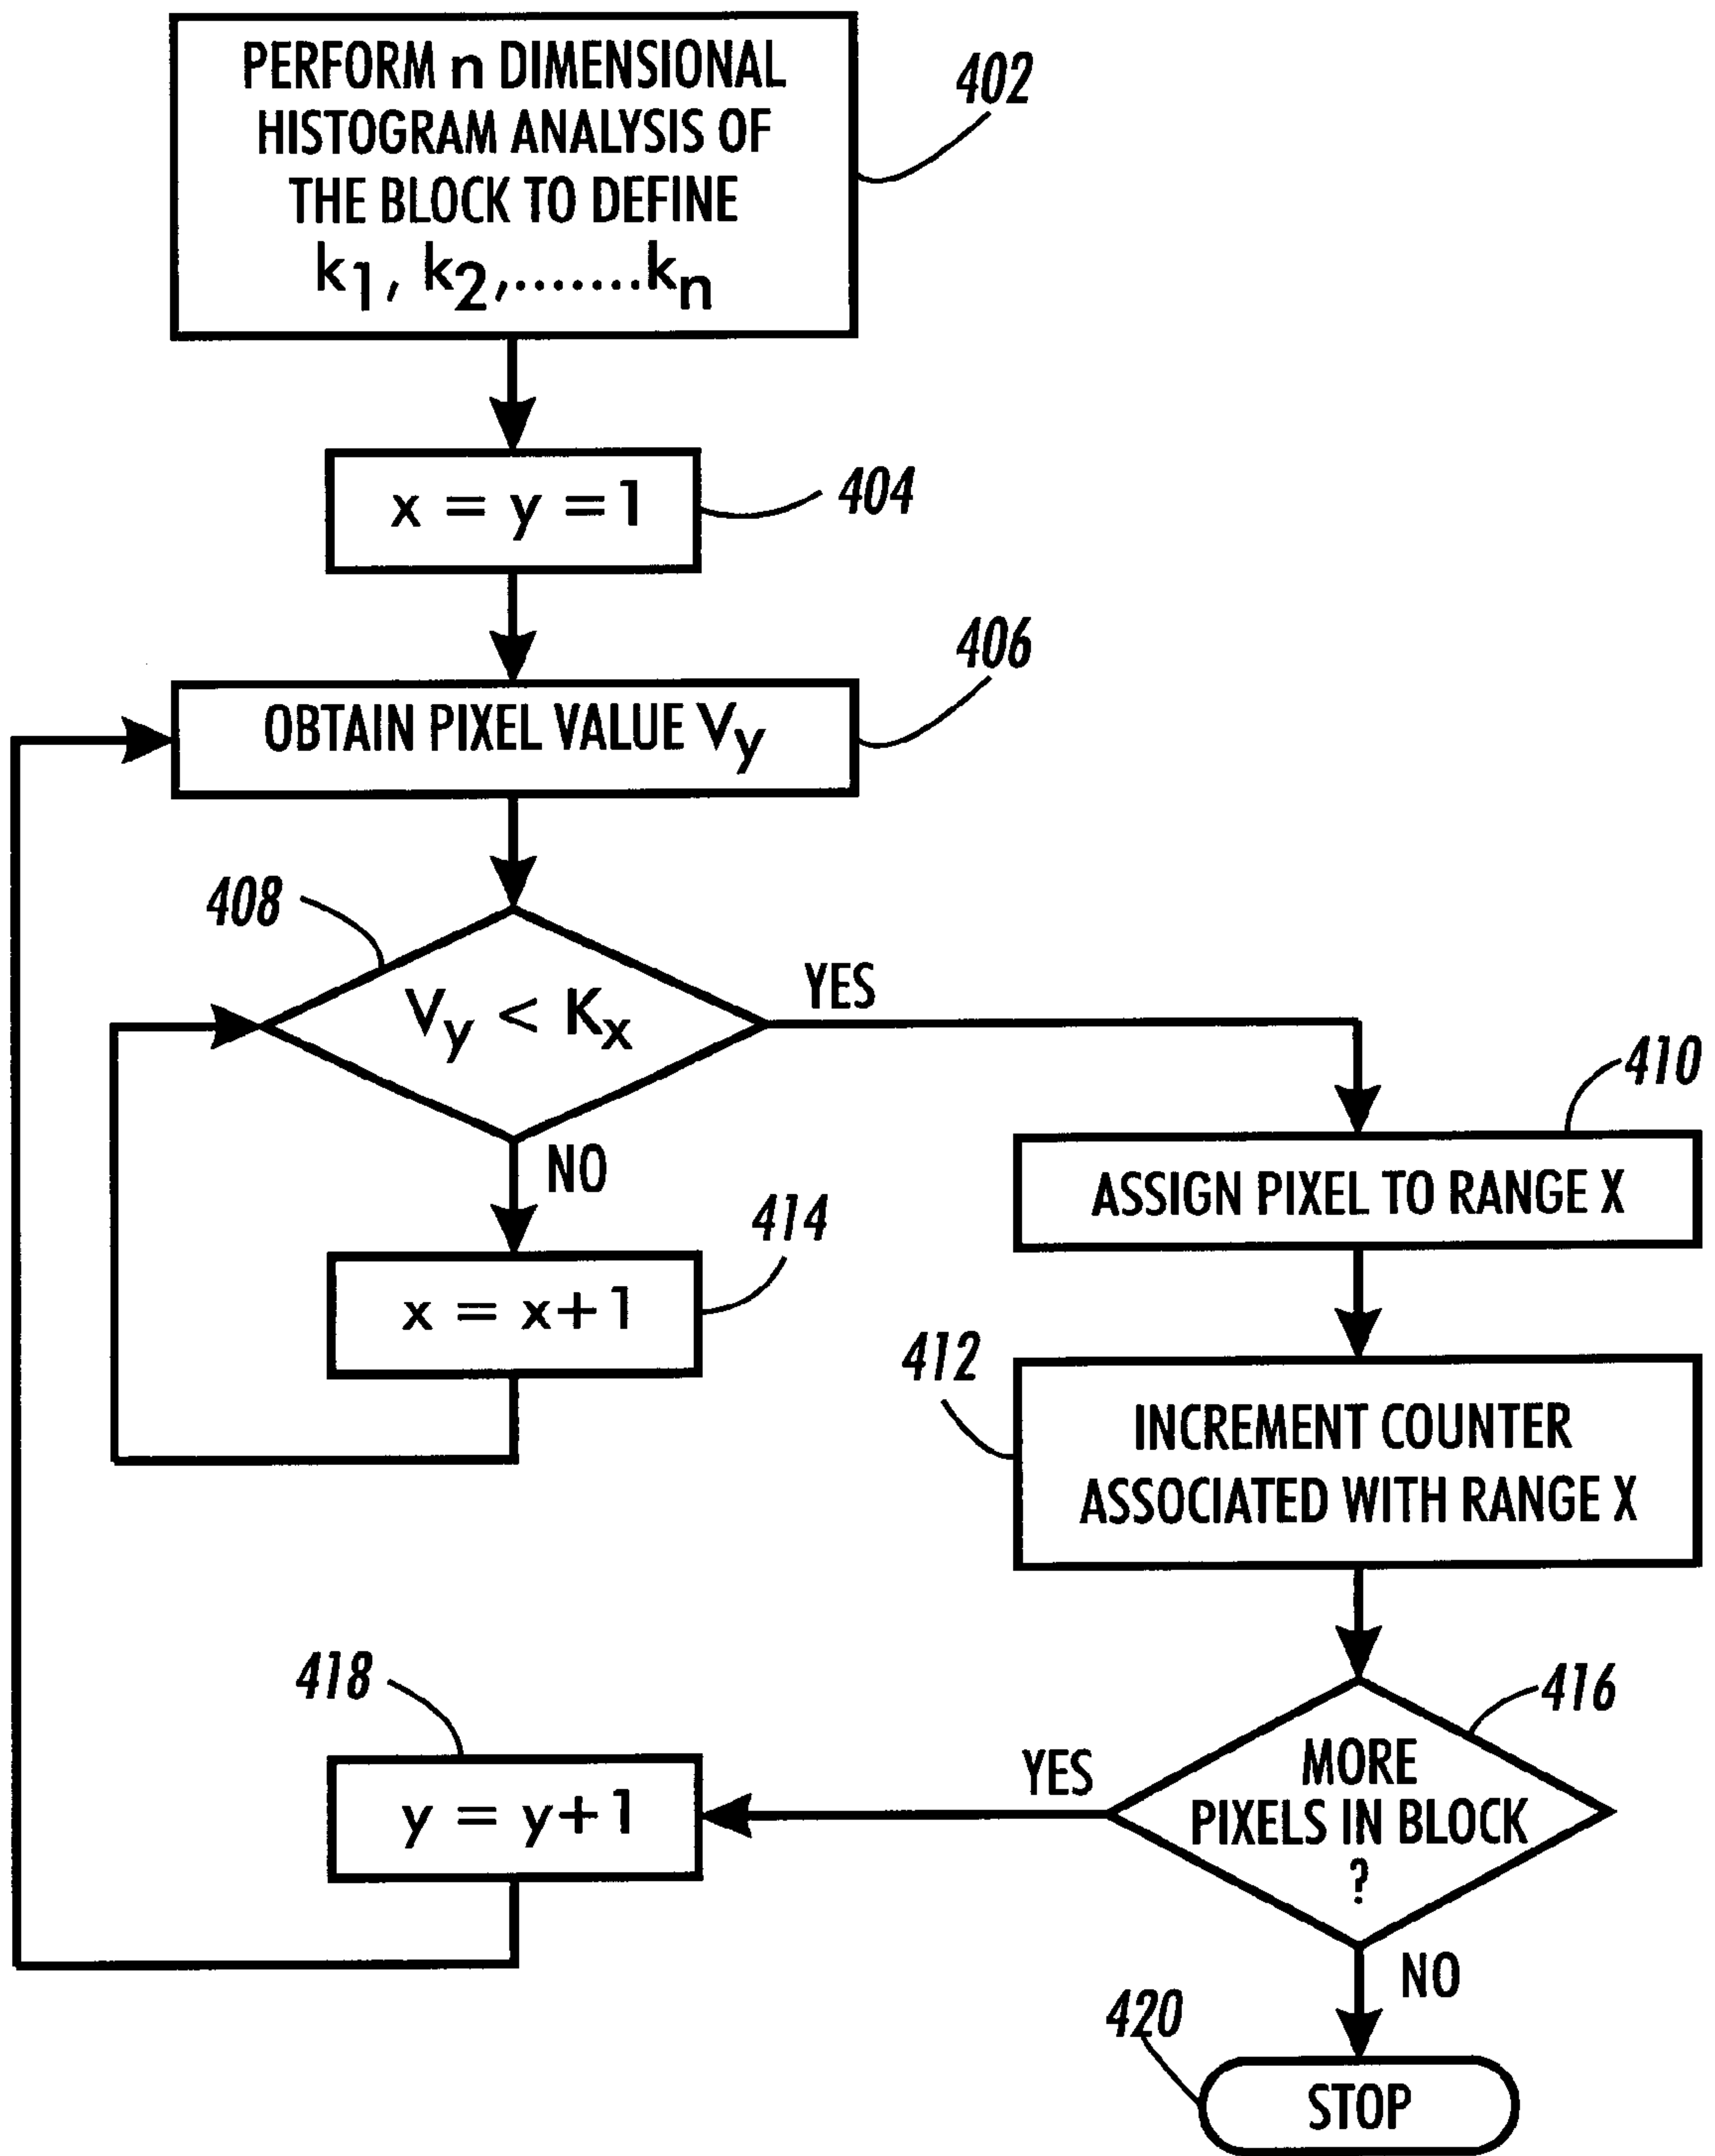 PERFORM n DIMENSIONAL
HISTOGRAM ANALYSIS OF
THE BLOCK TO DEFINE
k1, k2,.......kn
402
x = y = 1
404
406
OBTAIN PIXEL VALUE Vy
408
Vy < Kx
YES
NO
410
ASSIGN PIXEL TO RANGE X
414
x = x+1
412
INCREMENT COUNTER
ASSOCIATED WITH RANGE X
416
MORE
PIXELS IN BLOCK
?
YES
418
y = y+1
NO
420
STOP